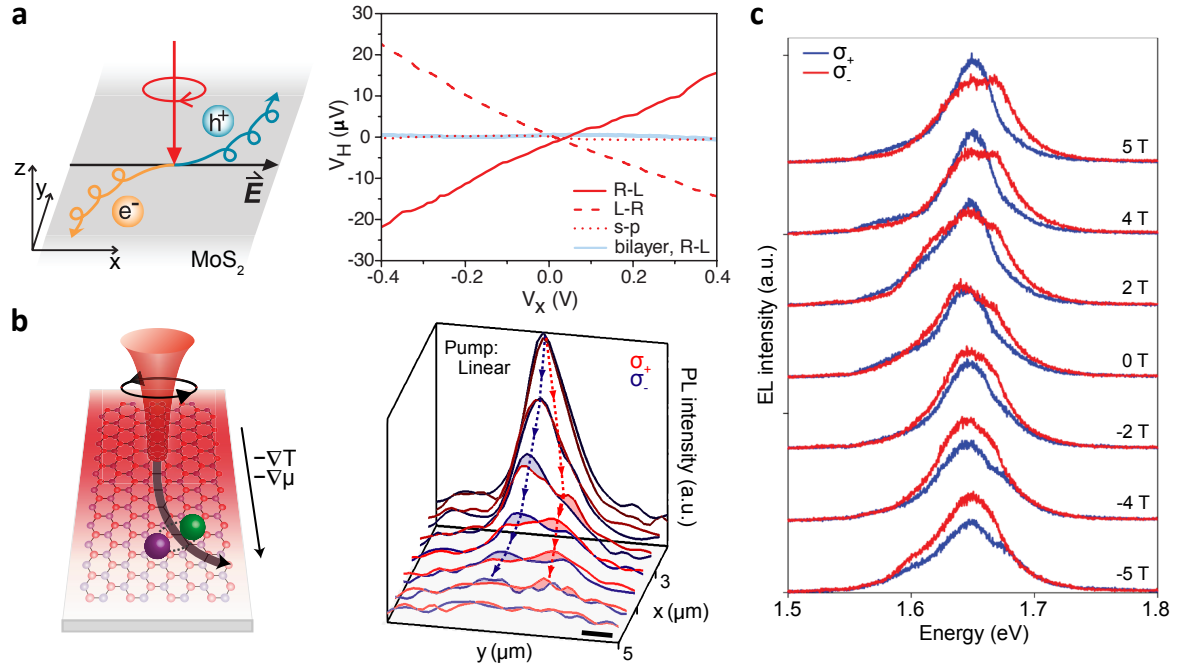 a
z
y
x
h+
e-
E
MoS2
30
25
20
10
0
-10
-20
-30
VH (μV)
-0.4
-0.2
0.0
0.2
0.4
VX (V)
R-L
L-R
s-p
bilayer, R-L
b
-∇T
-∇μ
Pump:
Linear
σ+
σ-
PL intensity (a.u.)
3
x (μm)
5
y (μm)
c
σ+
σ-
5 T
4 T
2 T
0 T
-2 T
-4 T
-5 T
EL intensity (a.u.)
1.5
1.6
1.7
1.8
Energy (eV)